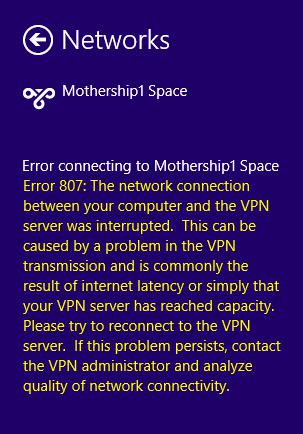 Networks
Mothership1 Space
Error connecting to Mothership1 Space
Error 807: The network connection
between your computer and the VPN
server was interrupted.  This can be
caused by a problem in the VPN
transmission and is commonly the
result of internet latency or simply that
your VPN server has reached capacity.
Please try to reconnect to the VPN
server.  If this problem persists, contact
the VPN administrator and analyze
quality of network connectivity.